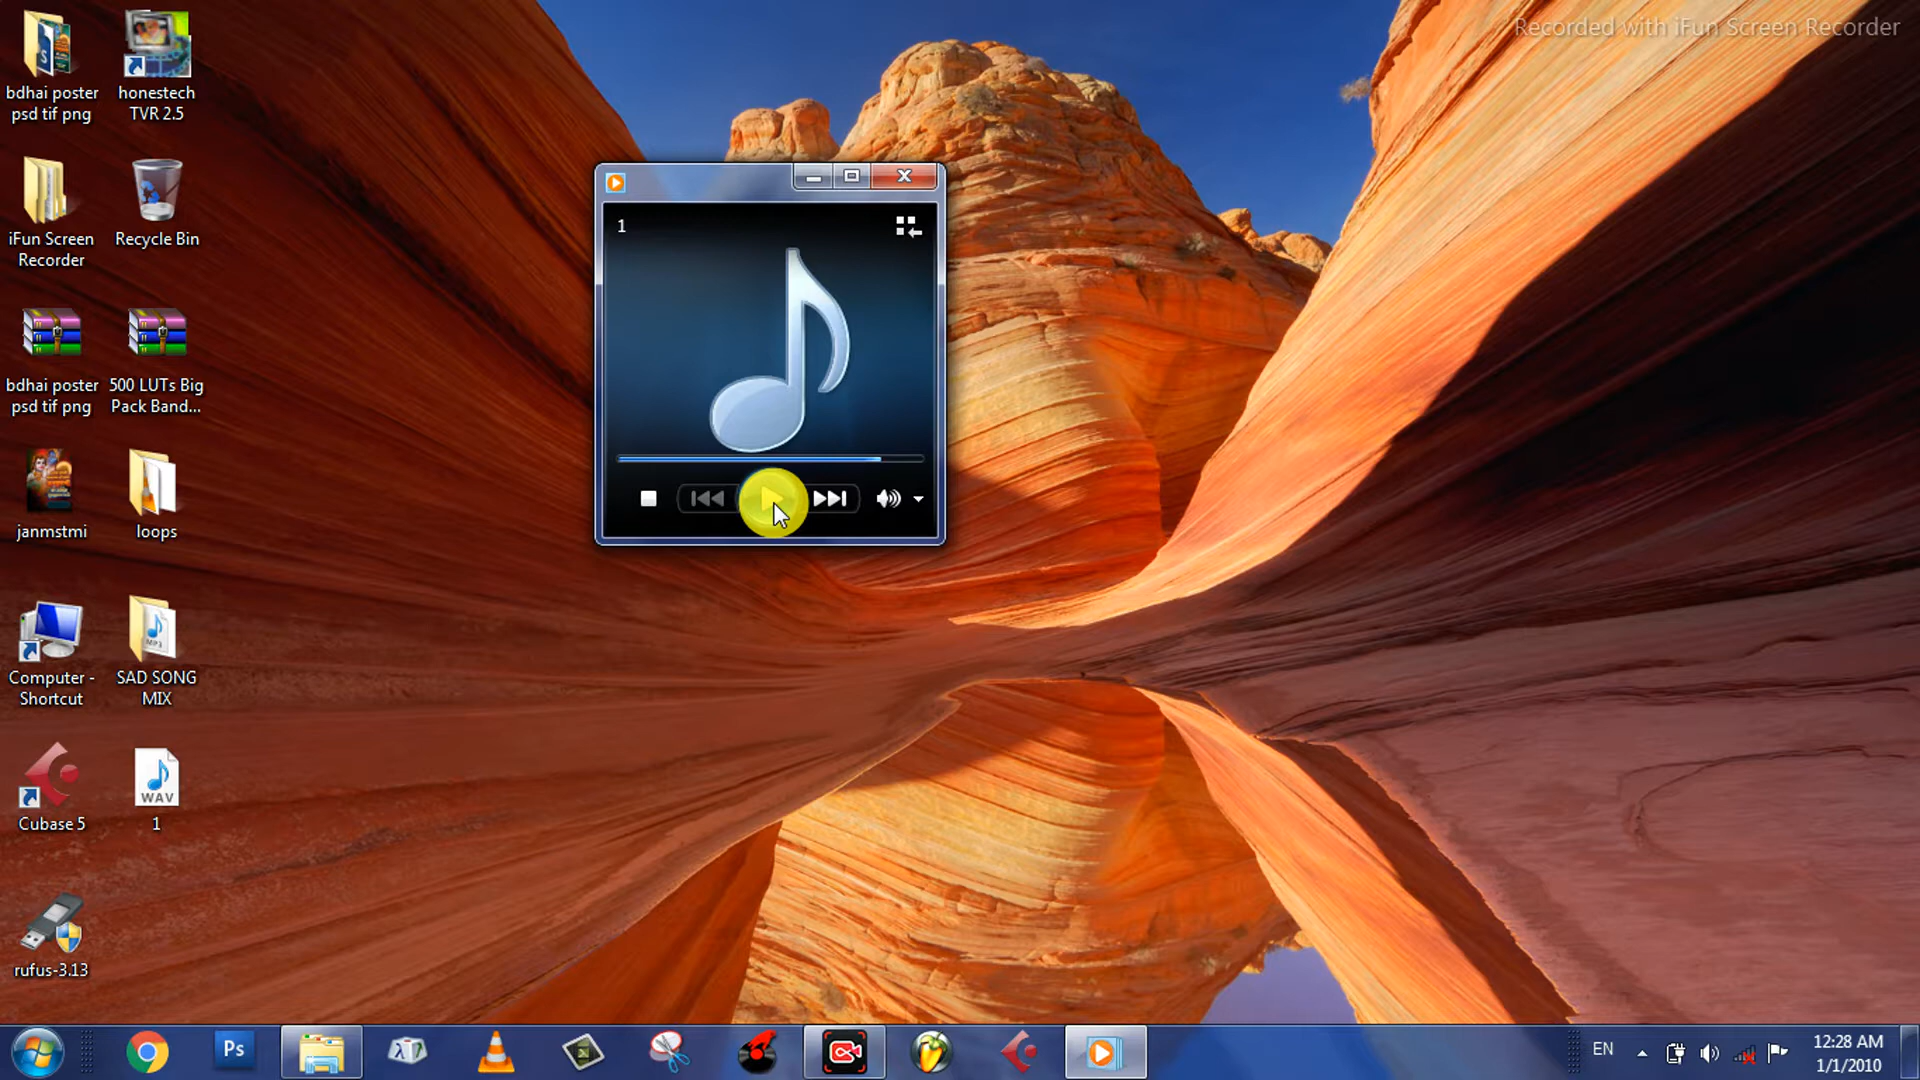 Recorded with iFun Screen Recorder
bdhai poster
psd tif png
honestech
TVR 2.5
iFun Screen
Recorder
Recycle Bin
bdhai poster
psd tif png
500 LUTs Big
Pack Band...
janmstmi
loops
Computer -
Shortcut
SAD SONG
MIX
MP3
Cubase 5
WAV
1
rufus-3.13
1
Ps
EN
12:28 AM
1/1/2010